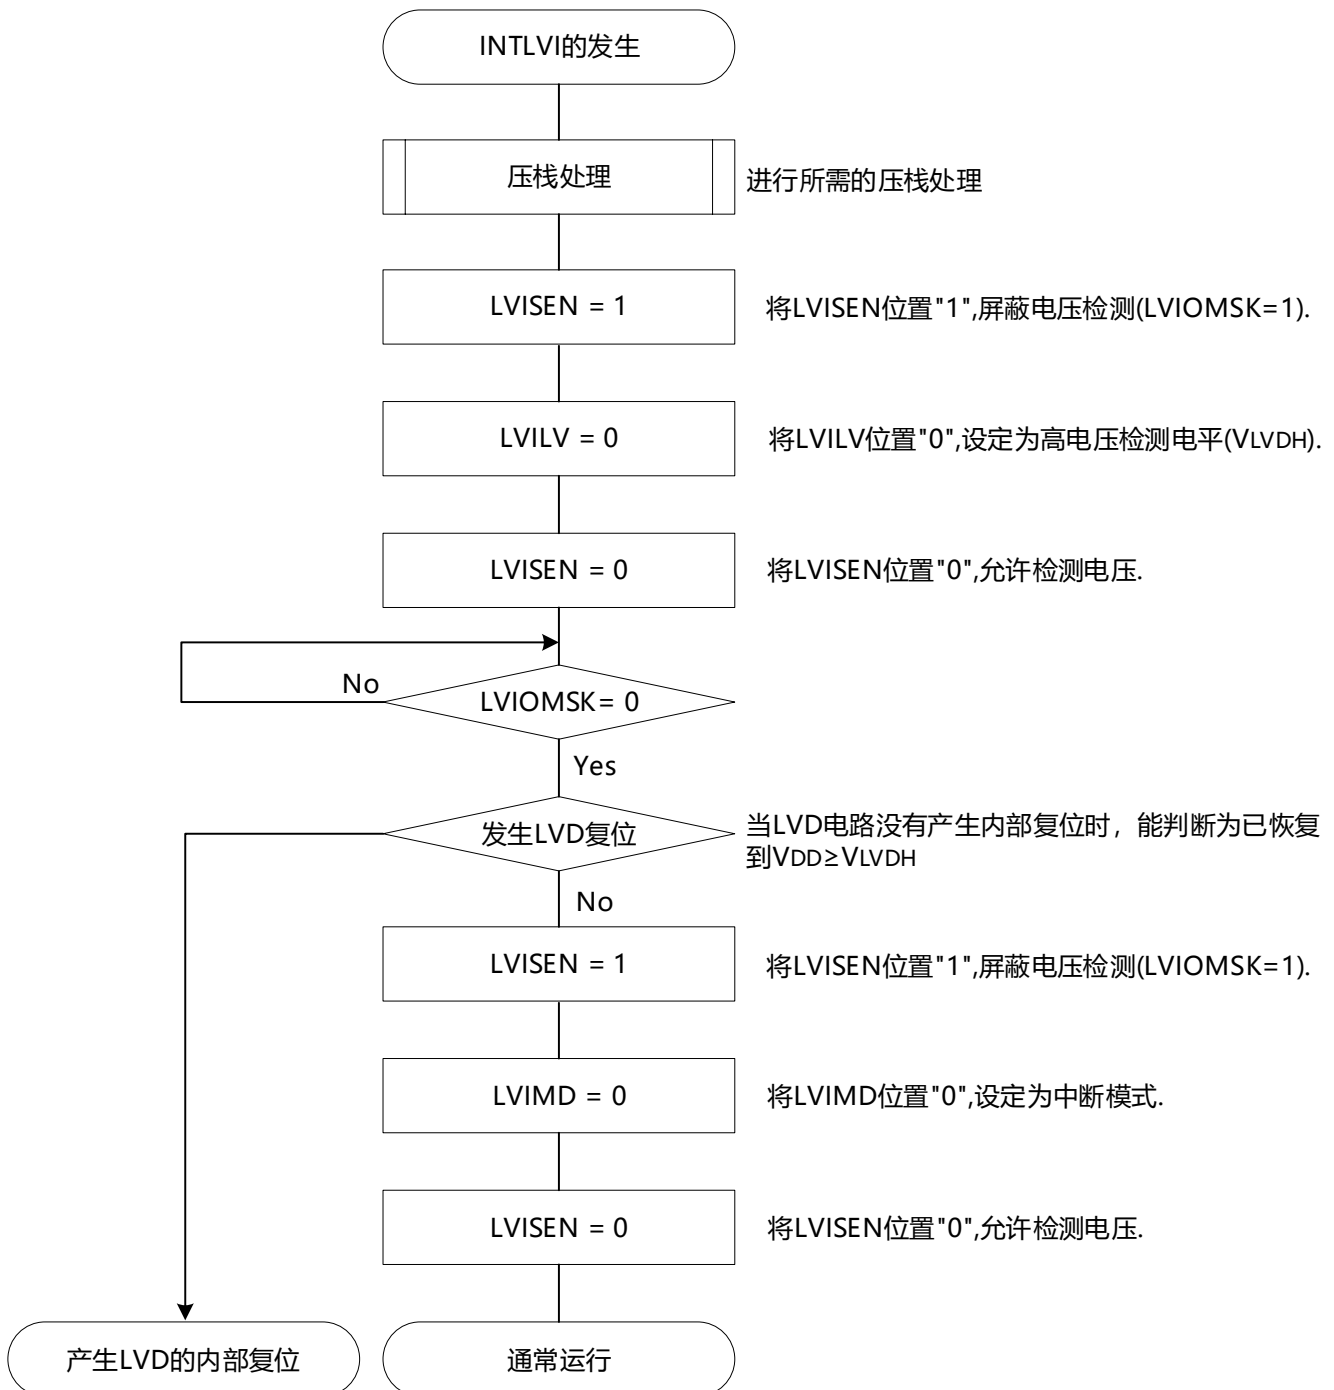 INTLVI的发生
压栈处理
进行所需的压栈处理
LVISEN = 1
将LVISEN位置"1",屏蔽电压检测(LVIOMSK=1).
LVILV = 0
将LVILV位置"0",设定为高电压检测电平(VLVDH).
LVISEN = 0
将LVISEN位置"0",允许检测电压.
No
LVIOMSK= 0
Yes
发生LVD复位
当LVD电路没有产生内部复位时，能判断为已恢复
到VDD≥VLVDH
No
LVISEN = 1
将LVISEN位置"1",屏蔽电压检测(LVIOMSK=1).
LVIMD = 0
将LVIMD位置"0",设定为中断模式.
LVISEN = 0
将LVISEN位置"0",允许检测电压.
产生LVD的内部复位
通常运行